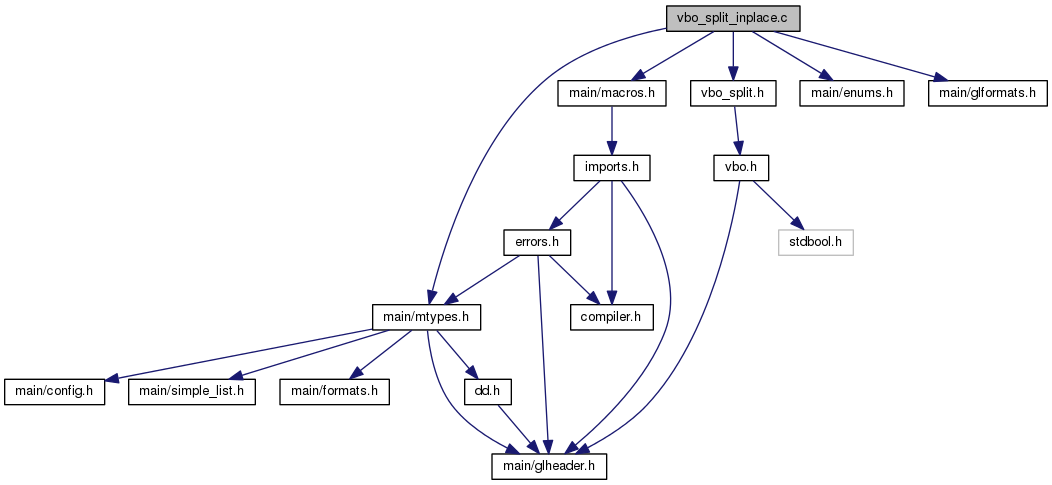 vbo_split_inplace.c
main/macros.h
vbo_split.h
main/enums.h
main/glformats.h
imports.h
vbo.h
errors.h
stdbool.h
main/mtypes.h
compiler.h
main/config.h
main/simple_list.h
main/formats.h
dd.h
main/glheader.h